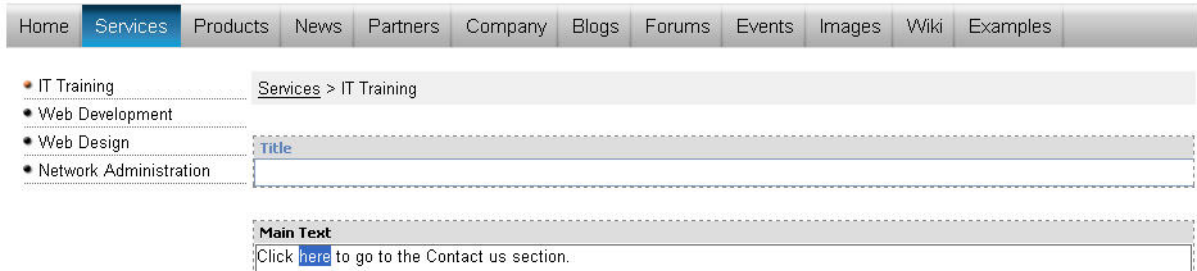 Home Services Products News Partners Company Blogs Forums Events Images Wiki Examples
IT Training
Web Development
Web Design
Network Administration
Services > IT Training
Title
Main Text
Click here to go to the Contact us section.